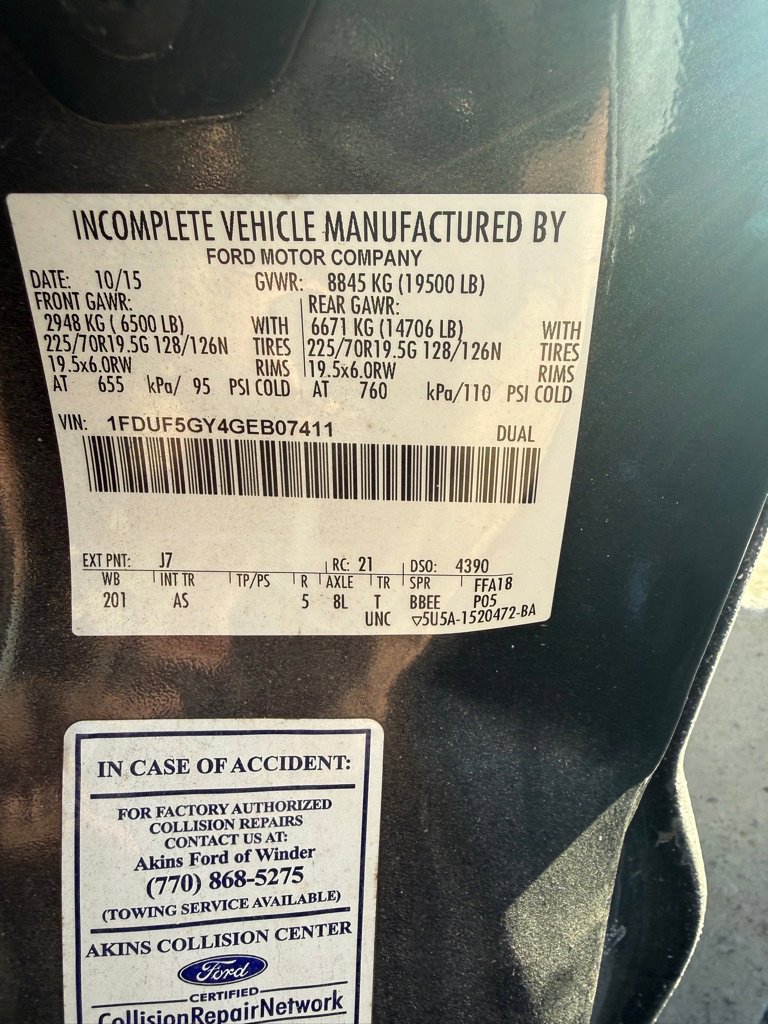 INCOMPLETE VEHICLE MANUFACTURED BY
FORD MOTOR COMPANY
DATE: 10/15 GVWR: 8845 KG (19500 LB)
FRONT GAWR: REAR GAWR:
2948 KG ( 6500 LB) WITH 6671 KG (14706 LB) WITH
225/70R19.5G 128/126N TIRES 225/70R19.5G 128/126N TIRES
19.5x6.0RW RIMS 19.5x6.0RW RIMS
AT 655 kPa/ 95 PSI COLD AT 760 kPa/110 PSI COLD
VIN: 1FDUF5GY4GEB07411
DUAL
EXT PNT: J7 RC: 21 DSO: 4390
WB INT TR TP/PS R AXLE TR SPR FFA18
201 AS 5 8L T BBEE P05
UNC ▽5U5A-1520472-BA
IN CASE OF ACCIDENT:
FOR FACTORY AUTHORIZED
COLLISION REPAIRS
CONTACT US AT:
Akins Ford of Winder
(770) 868-5275
(TOWING SERVICE AVAILABLE)
AKINS COLLISION CENTER
Ford
CERTIFIED
CollisionRepairNetwork